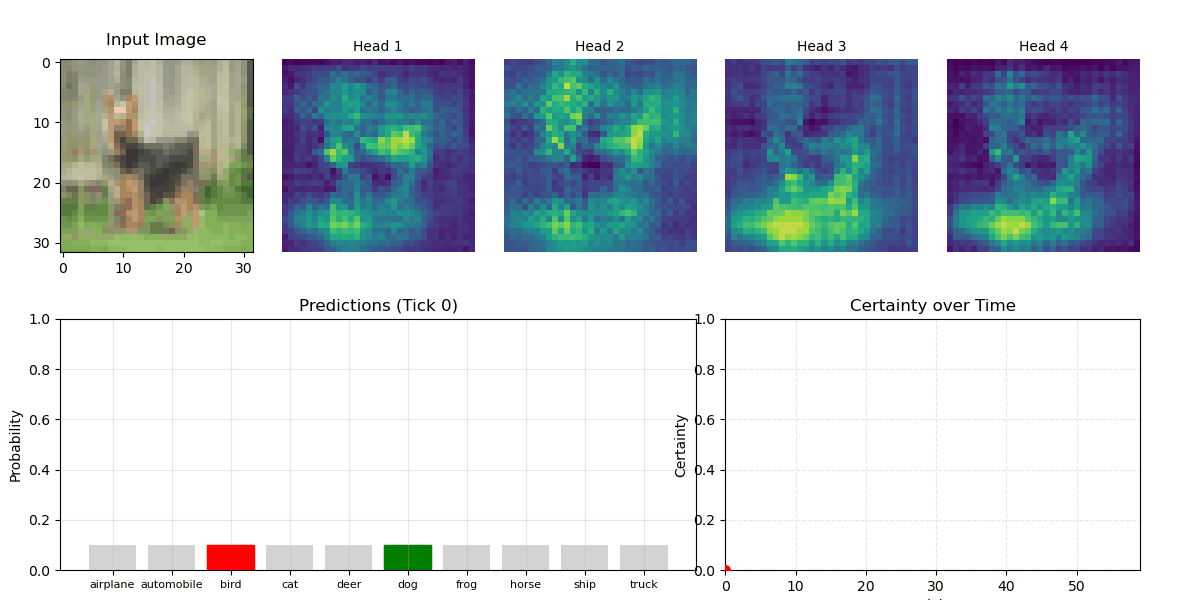 Input Image
Head 1
Head 2
Head 3
Head 4
0
10
20
30
0
10
20
30
Predictions (Tick 0)
Certainty over Time
Probability
1.0
0.8
0.6
0.4
0.2
0.0
airplane automobile bird cat deer dog frog horse ship truck
Certainty
1.0
0.8
0.6
0.4
0.2
0.0
0 10 20 30 40 50